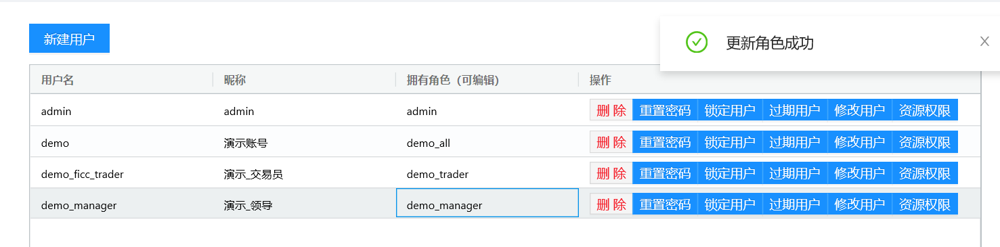 新建用户
更新角色成功
用户名 昵称 拥有角色（可编辑） 操作
admin admin admin 删 除 重置密码 锁定用户 过期用户 修改用户 资源权限
demo 演示账号 demo_all 删 除 重置密码 锁定用户 过期用户 修改用户 资源权限
demo_ficc_trader 演示_交易员 demo_trader 删 除 重置密码 锁定用户 过期用户 修改用户 资源权限
demo_manager 演示_领导 demo_manager 删 除 重置密码 锁定用户 过期用户 修改用户 资源权限